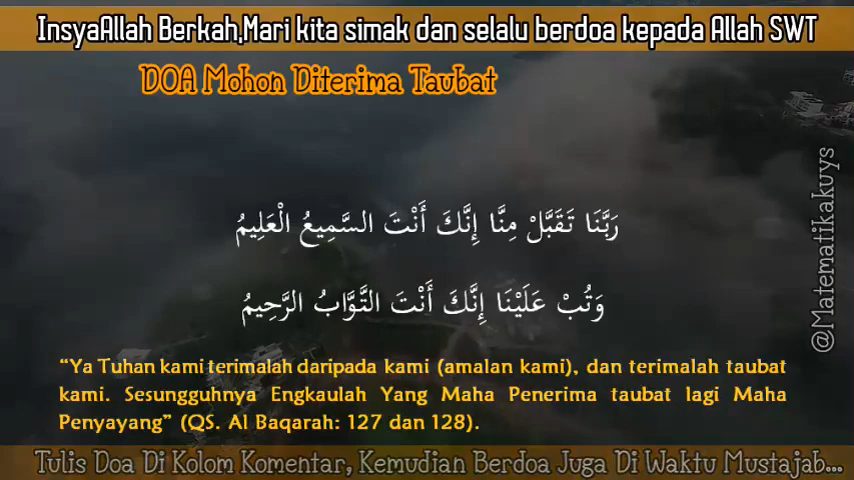 InsyaAllah Berkah,Mari kita simak dan selalu berdoa kepada Allah SWT
DOA Mohon Diterima Taubat
رَبَّنَا تَقَبَّلْ مِنَّا إِنَّكَ أَنْتَ السَّمِيعُ الْعَلِيمُ
وَتُبْ عَلَيْنَا إِنَّكَ أَنْتَ التَّوَّابُ الرَّحِيمُ
“Ya Tuhan kami terimalah daripada kami (amalan kami), dan terimalah taubat
kami. Sesungguhnya Engkaulah Yang Maha Penerima taubat lagi Maha
Penyayang” (QS. Al Baqarah: 127 dan 128).
@Matematikakuys
Tulis Doa Di Kolom Komentar, Kemudian Berdoa Juga Di Waktu Mustajab...